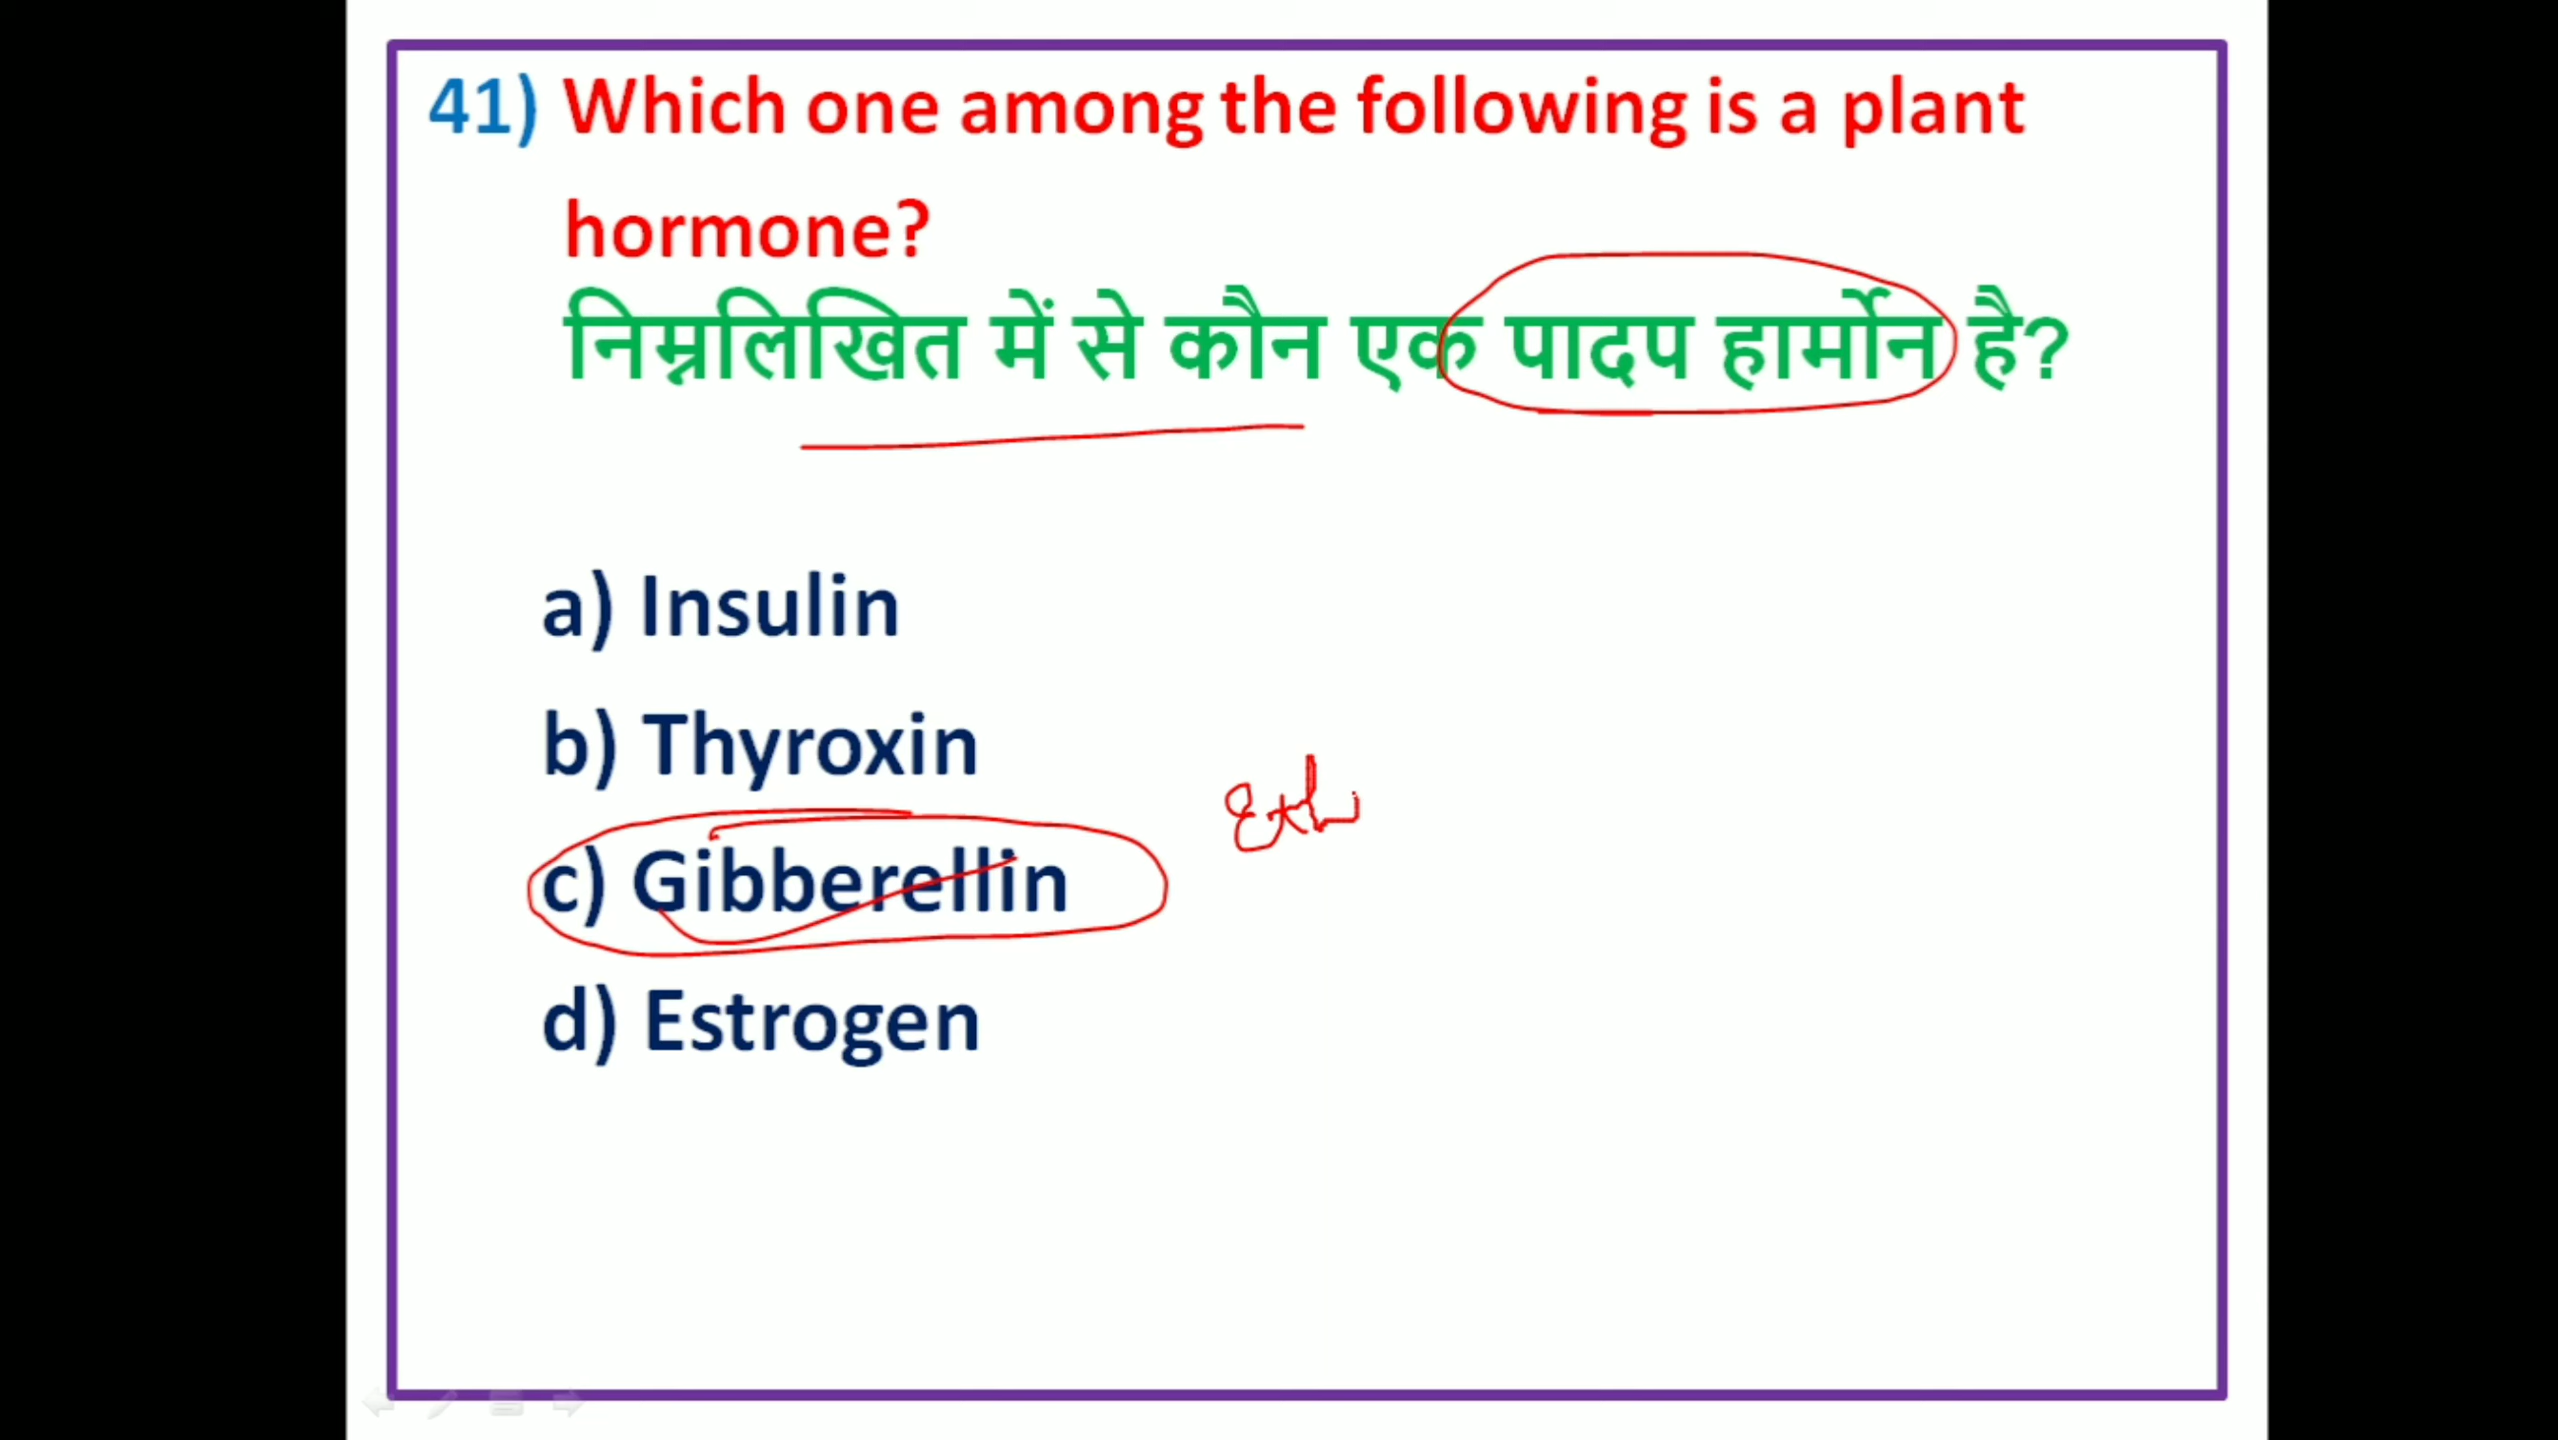 41) Which one among the following is a plant
hormone?
निम्नलिखित में से कौन एक पादप हार्मोन है?
a) Insulin
b) Thyroxin
c) Gibberellin
d) Estrogen